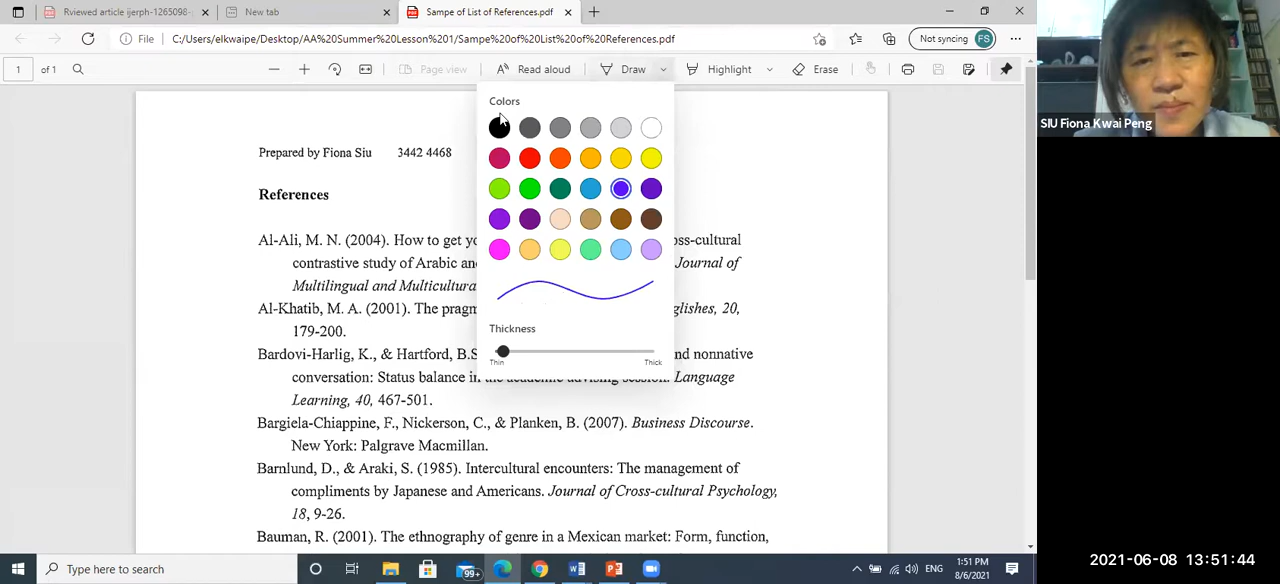 Rviewed article ijerph-1265098-
New tab
Sampe of List of References.pdf
File
C:/Users/elkwaipe/Desktop/AA%20Summer%20Lesson%201/Sampe%20of%20List%20of%20References.pdf
Not syncing
FS
1 of 1
Page view
Read aloud
Draw
Highlight
Erase
Colors
Thickness
Thin
Thick
Prepared by Fiona Siu 3442 4468
References
Al-Ali, M. N. (2004). How to get yo ss-cultural
contrastive study of Arabic an Journal of
Multilingual and Multicultura
Al-Khatib, M. A. (2001). The pragm glishes, 20,
179-200.
Bardovi-Harlig, K., & Hartford, B.S nd nonnative
conversation: Status balance in the academic advising session. Language
Learning, 40, 467-501.
Bargiela-Chiappine, F., Nickerson, C., & Planken, B. (2007). Business Discourse.
New York: Palgrave Macmillan.
Barnlund, D., & Araki, S. (1985). Intercultural encounters: The management of
compliments by Japanese and Americans. Journal of Cross-cultural Psychology,
18, 9-26.
Bauman, R. (2001). The ethnography of genre in a Mexican market: Form, function,
SIU Fiona Kwai Peng
Type here to search
99+
ENG
1:51 PM
8/6/2021
2021-06-08 13:51:44